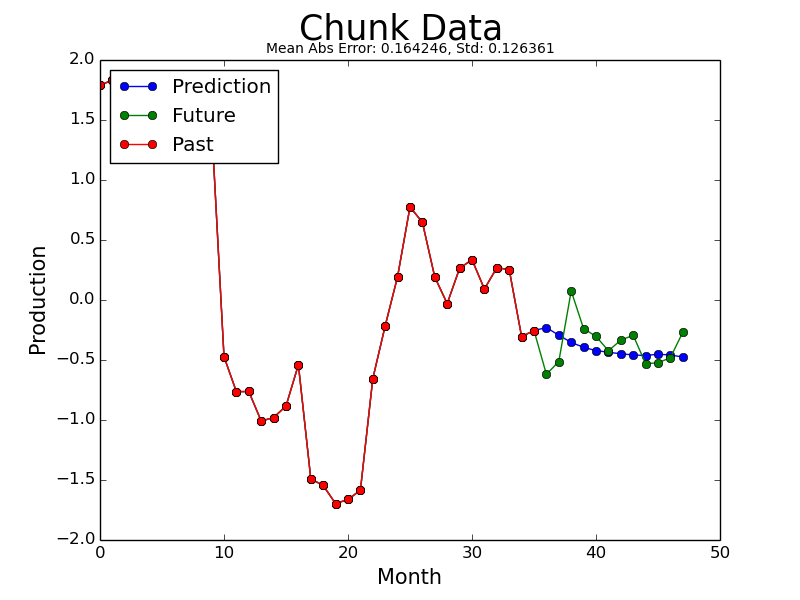 Chunk Data
Mean Abs Error: 0.164246, Std: 0.126361
Prediction
Future
Past
2.0
1.5
1.0
0.5
0.0
−0.5
−1.0
−1.5
−2.0
Production
0 10 20 30 40 50
Month